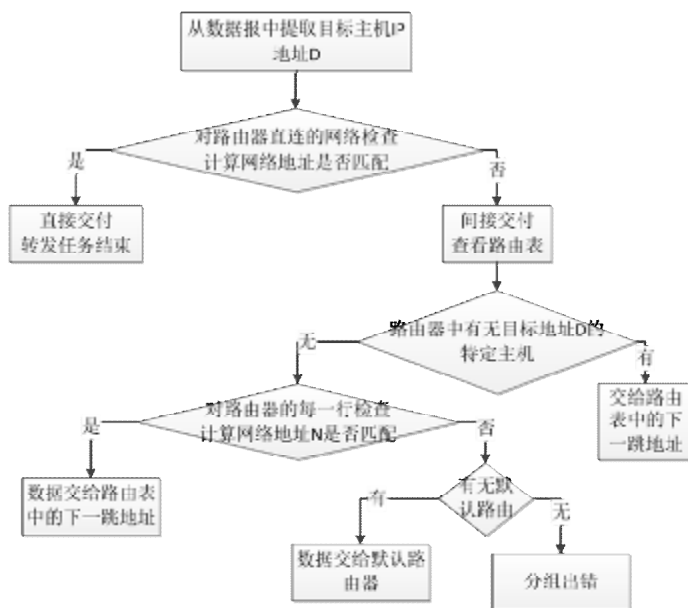 从数据报中提取目标主机IP
地址D
对路由器直连的网络检查
计算网络地址是否匹配
是
否
直接交付
转发任务结束
间接交付
查看路由表
路由器中有无目标地址D的
特定主机
无
有
对路由器的每一行检查
计算网络地址N是否匹配
交给路由
表中的下
一跳地址
是
否
数据交给路由表
中的下一跳地址
有无默
认路由
有
无
数据交给默认路
由器
分组出错